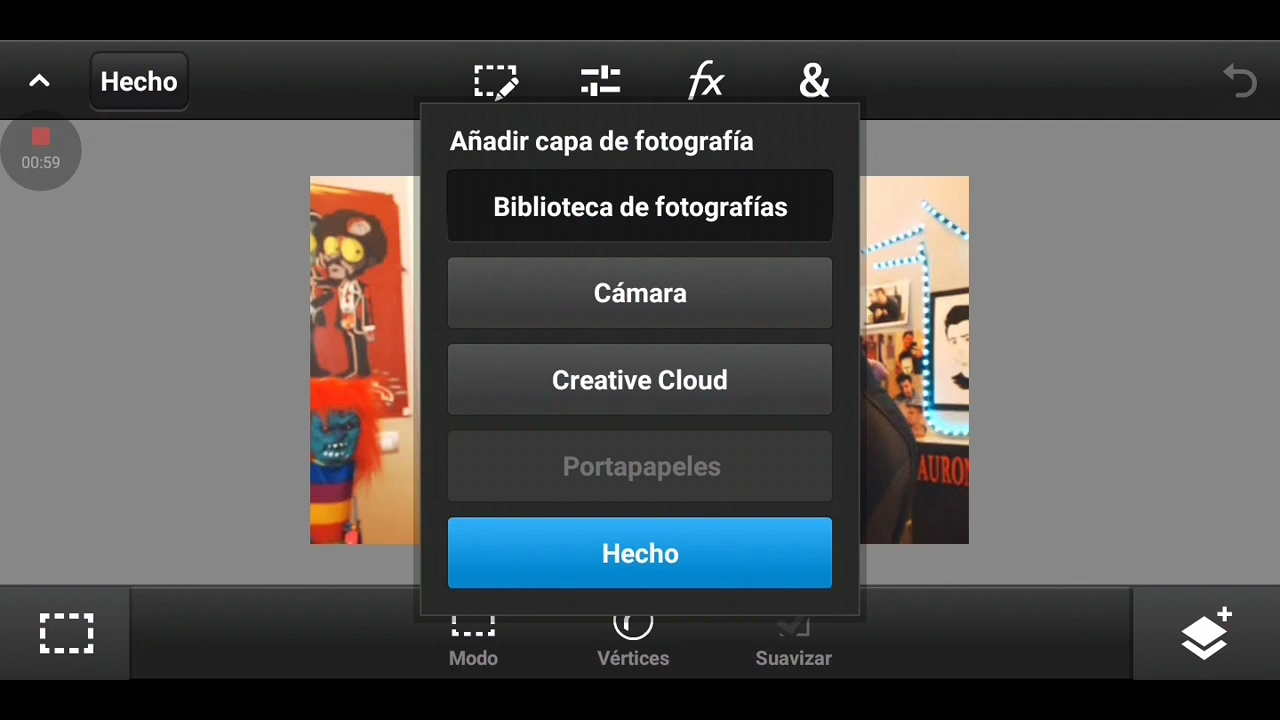 Hecho
fx
&
00:59
Añadir capa de fotografía
Biblioteca de fotografías
Cámara
Creative Cloud
Portapapeles
Hecho
AURON
Modo
Vértices
Suavizar